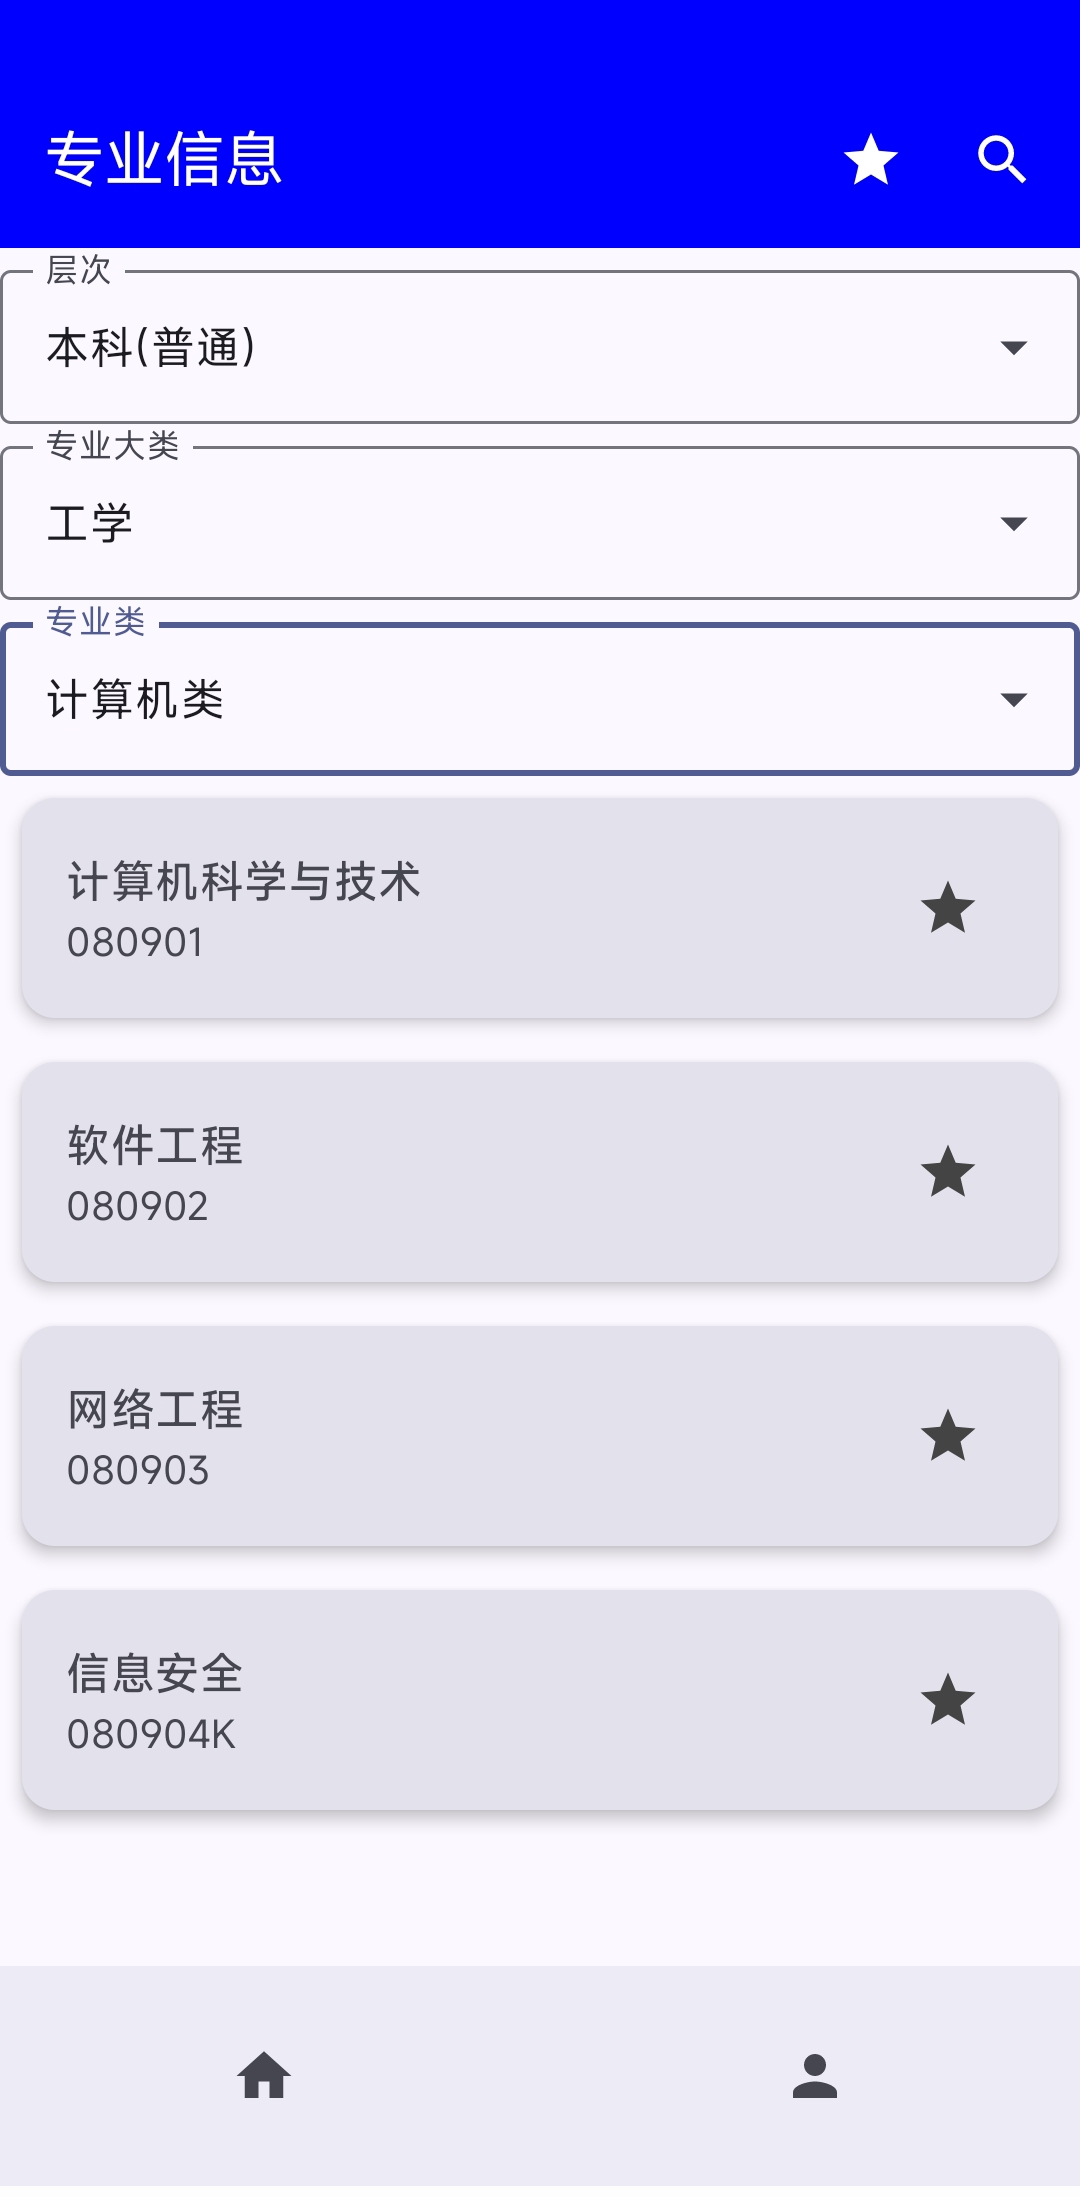 专业信息
层次
本科(普通)
专业大类
工学
专业类
计算机类
计算机科学与技术
080901
软件工程
080902
网络工程
080903
信息安全
080904K